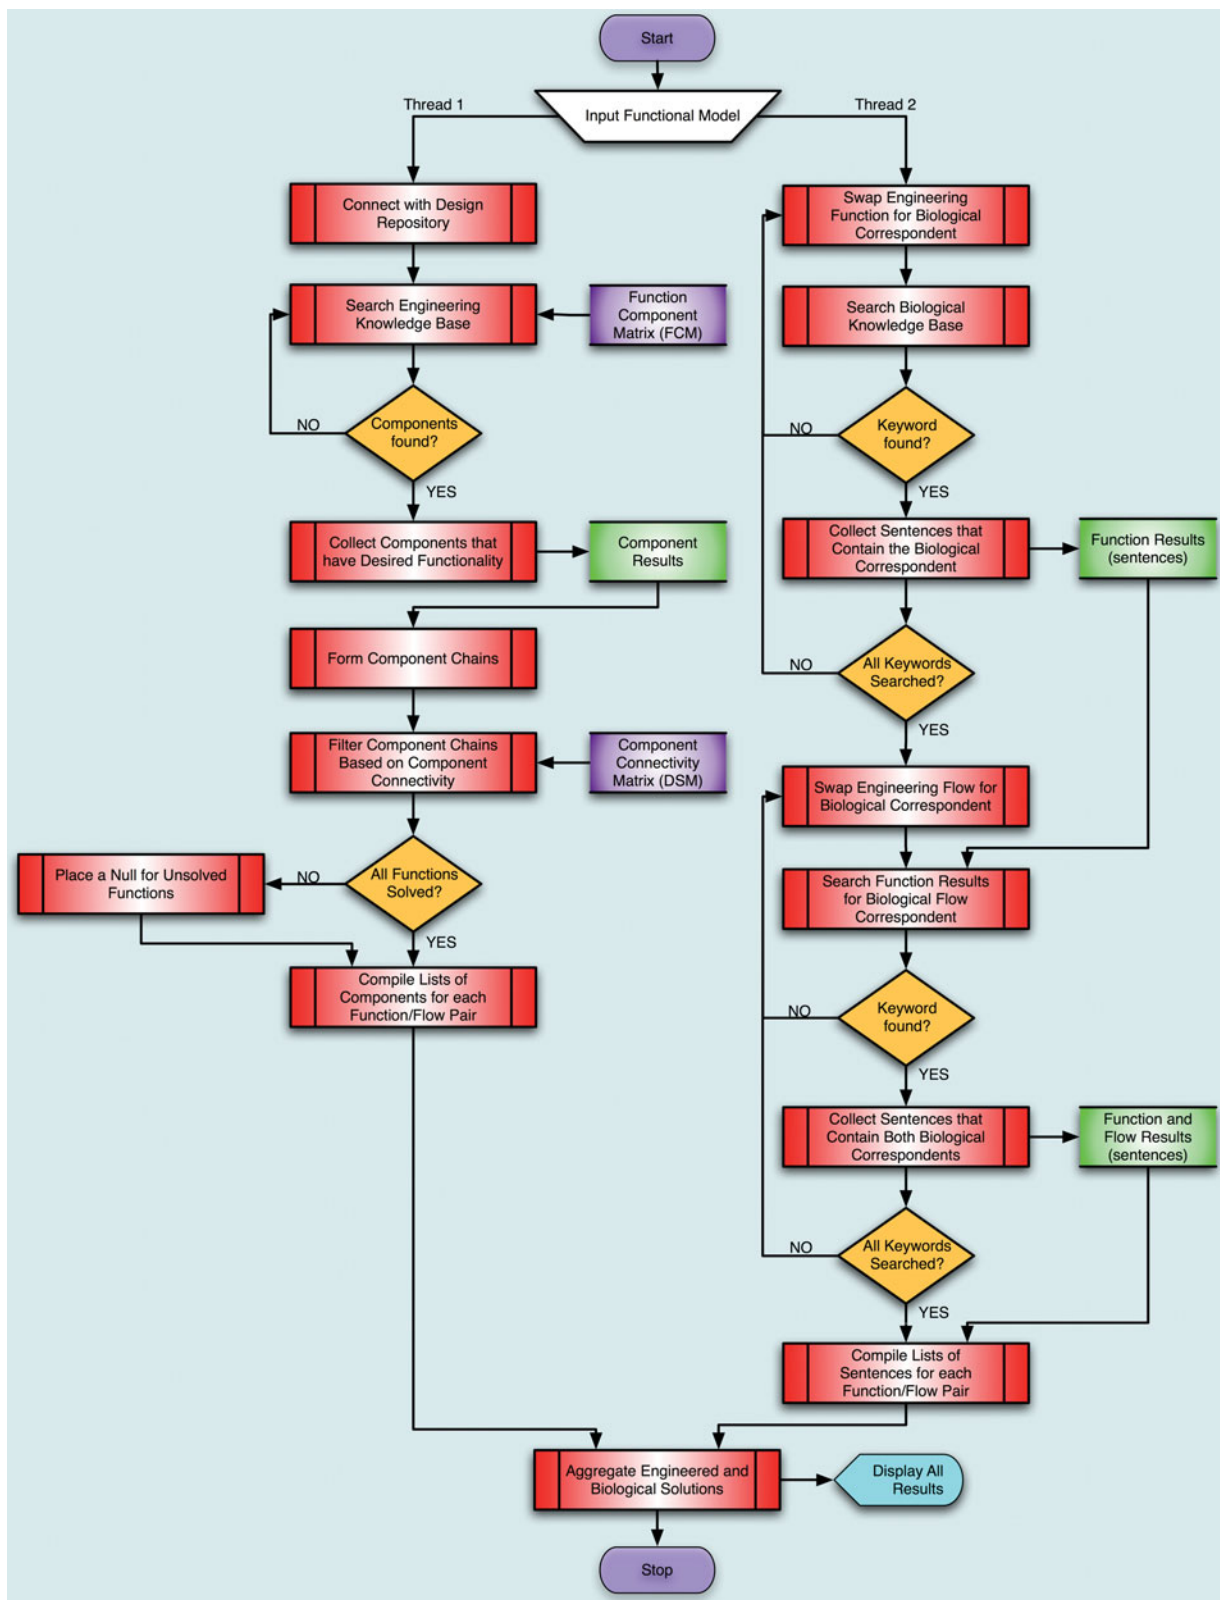 Start
Thread 1
Input Functional Model
Thread 2
Connect with Design
Repository
Search Engineering
Knowledge Base
Function
Component
Matrix (FCM)
NO
Components
found?
YES
Collect Components that
have Desired Functionality
Component
Results
Form Component Chains
Filter Component Chains
Based on Component
Connectivity
Component
Connectivity
Matrix (DSM)
Place a Null for Unsolved
Functions
NO
All Functions
Solved?
YES
Compile Lists of
Components for each
Function/Flow Pair
Swap Engineering
Function for Biological
Correspondent
Search Biological
Knowledge Base
NO
Keyword
found?
YES
Collect Sentences that
Contain the Biological
Correspondent
Function Results
(sentences)
NO
All Keywords
Searched?
YES
Swap Engineering Flow for
Biological Correspondent
Search Function Results
for Biological Flow
Correspondent
NO
Keyword
found?
YES
Collect Sentences that
Contain Both Biological
Correspondents
Function and
Flow Results
(sentences)
NO
All Keywords
Searched?
YES
Compile Lists of
Sentences for each
Function/Flow Pair
Aggregate Engineered and
Biological Solutions
Display All
Results
Stop